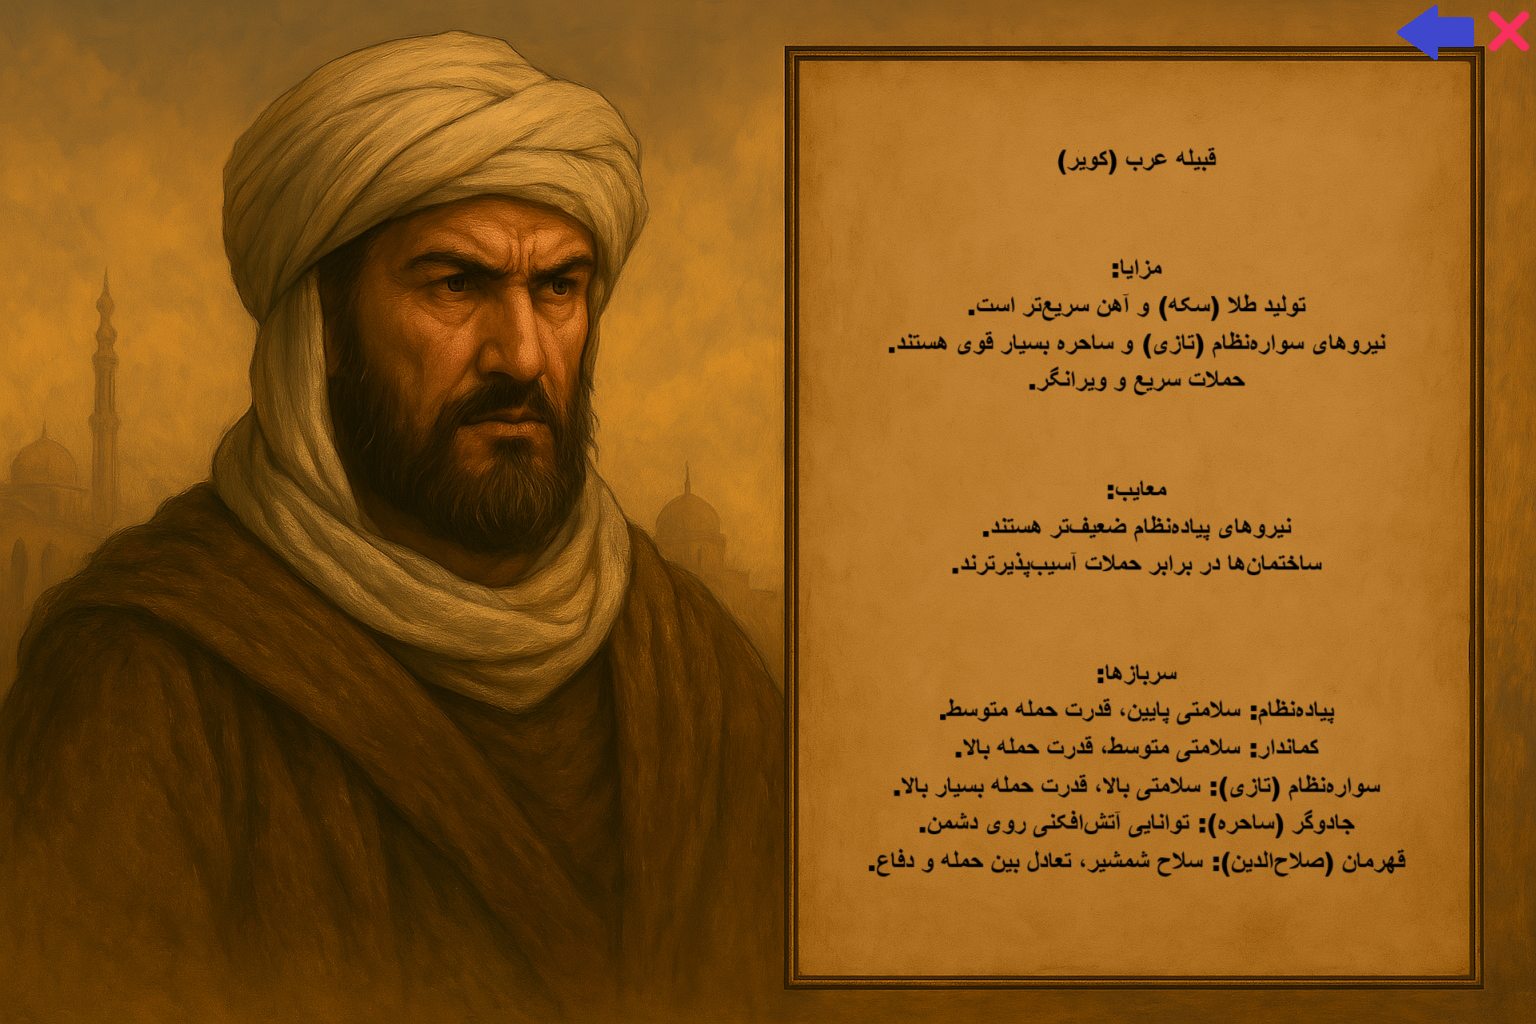 قبیله عرب (کویر)
مزایا:
تولید طلا (سکه) و آهن سریع‌تر است.
نیروهای سواره‌نظام (تازی) و ساحره بسیار قوی هستند.
حملات سریع و ویرانگر.
معایب:
نیروهای پیاده‌نظام ضعیف‌تر هستند.
ساختمان‌ها در برابر حملات آسیب‌پذیرترند.
سربازها:
پیاده‌نظام: سلامتی پایین، قدرت حمله متوسط.
کماندار: سلامتی متوسط، قدرت حمله بالا.
سواره‌نظام (تازی): سلامتی بالا، قدرت حمله بسیار بالا.
جادوگر (ساحره): توانایی آتش‌افکنی روی دشمن.
قهرمان (صلاح‌الدین): سلاح شمشیر، تعادل بین حمله و دفاع.